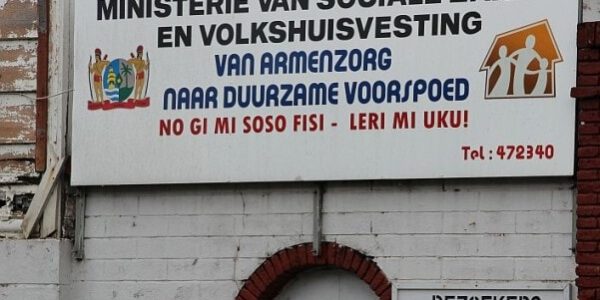 MINISTERIE VAN SOCIALE ZAKEN
EN VOLKSHUISVESTING
VAN ARMENZORG
NAAR DUURZAME VOORSPOED
NO GI MI SOSO FISI - LERI MI UKU!
Tel : 472340
BEZOEKERS